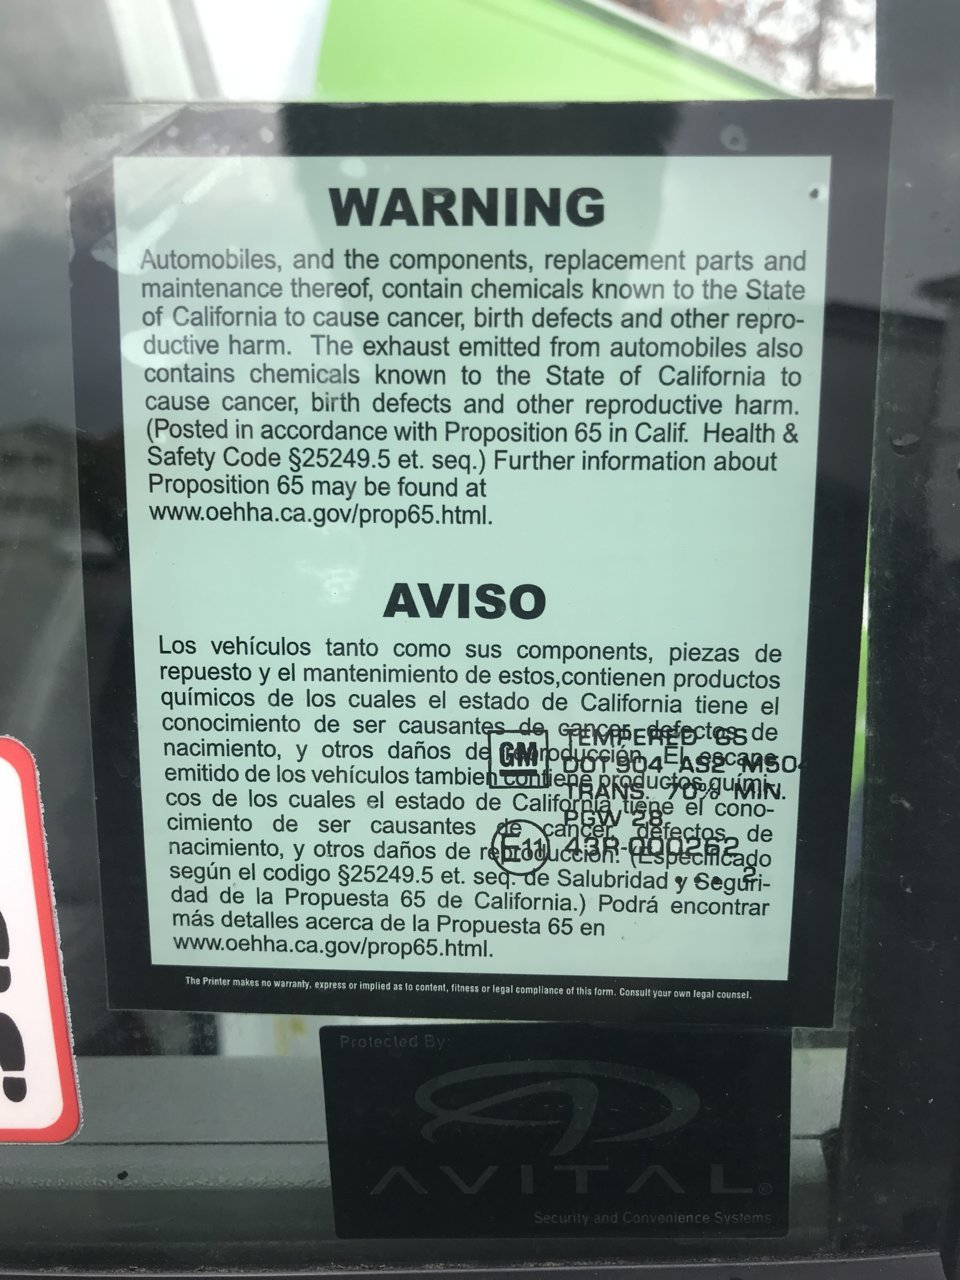 WARNING
Automobiles, and the components, replacement parts and
maintenance thereof, contain chemicals known to the State
of California to cause cancer, birth defects and other repro-
ductive harm. The exhaust emitted from automobiles also
contains chemicals known to the State of California to
cause cancer, birth defects and other reproductive harm.
(Posted in accordance with Proposition 65 in Calif. Health &
Safety Code §25249.5 et. seq.) Further information about
Proposition 65 may be found at
www.oehha.ca.gov/prop65.html.
AVISO
Los vehículos tanto como sus components, piezas de
repuesto y el mantenimiento de estos,contienen productos
químicos de los cuales el estado de California tiene el
conocimiento de ser causantes de cancer, defectos de
nacimiento, y otros daños de reproducción. El escape
emitido de los vehículos tambien contiene productos quími-
cos de los cuales el estado de California tiene el cono-
cimiento de ser causantes de cancer, defectos de
nacimiento, y otros daños de reproducción. (Especificado
según el codigo §25249.5 et. seq. de Salubridad y Seguri-
dad de la Propuesta 65 de California.) Podrá encontrar
más detalles acerca de la Propuesta 65 en
www.oehha.ca.gov/prop65.html.
The Printer makes no warranty, express or implied as to content, fitness or legal compliance of this form. Consult your own legal counsel.
GM
TEMPERED GS
DOT 904 AS2 M504
TRANS. 70% MIN.
PGW 28
E11 43R-000262
2
Protected By:
AVITAL®
Security and Convenience Systems